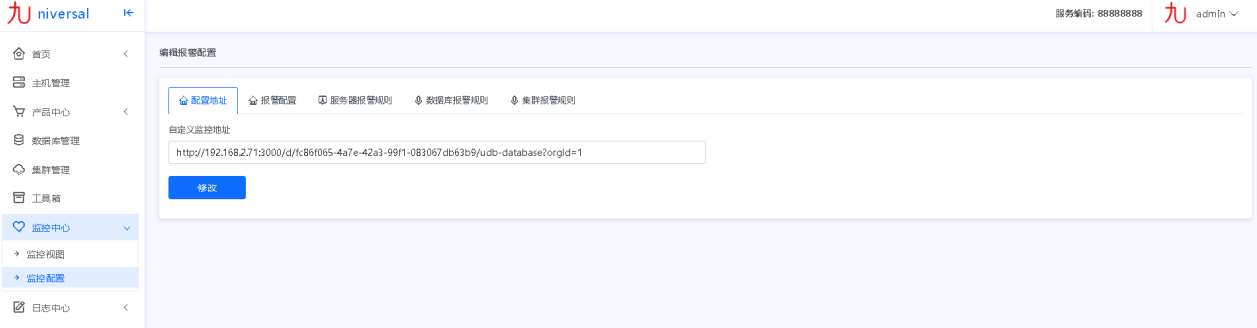 九 niversal
服务编码: 88888888
九 admin
首页
主机管理
产品中心
数据库管理
集群管理
工具箱
监控中心
监控视图
监控配置
日志中心
编辑报警配置
配置地址 报警配置 服务器报警规则 数据库报警规则 集群报警规则
自定义监控地址
http://192.168.2.71:3000/d/fc86f065-4a7e-42a3-99f1-083067db63b9/udb-database?orgId=1
修改